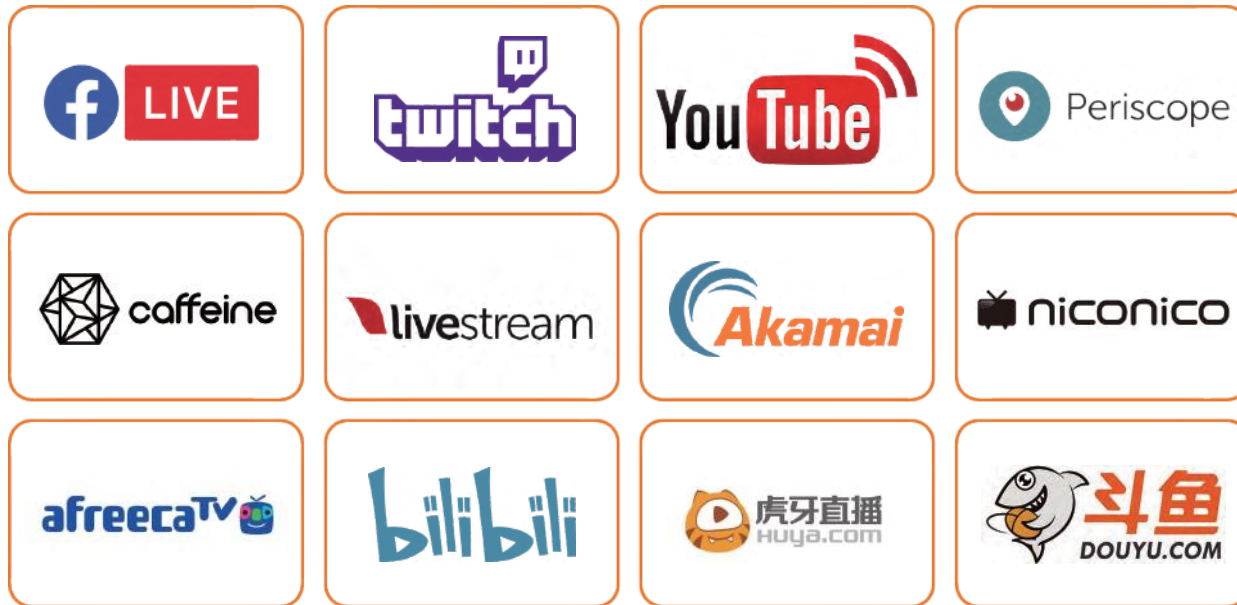 f LIVE
twitch
YouTube
Periscope
caffeine
livestream
Akamai
niconico
afreecaTV
bilibili
虎牙直播
HUYA.com
斗鱼
DOUYU.COM